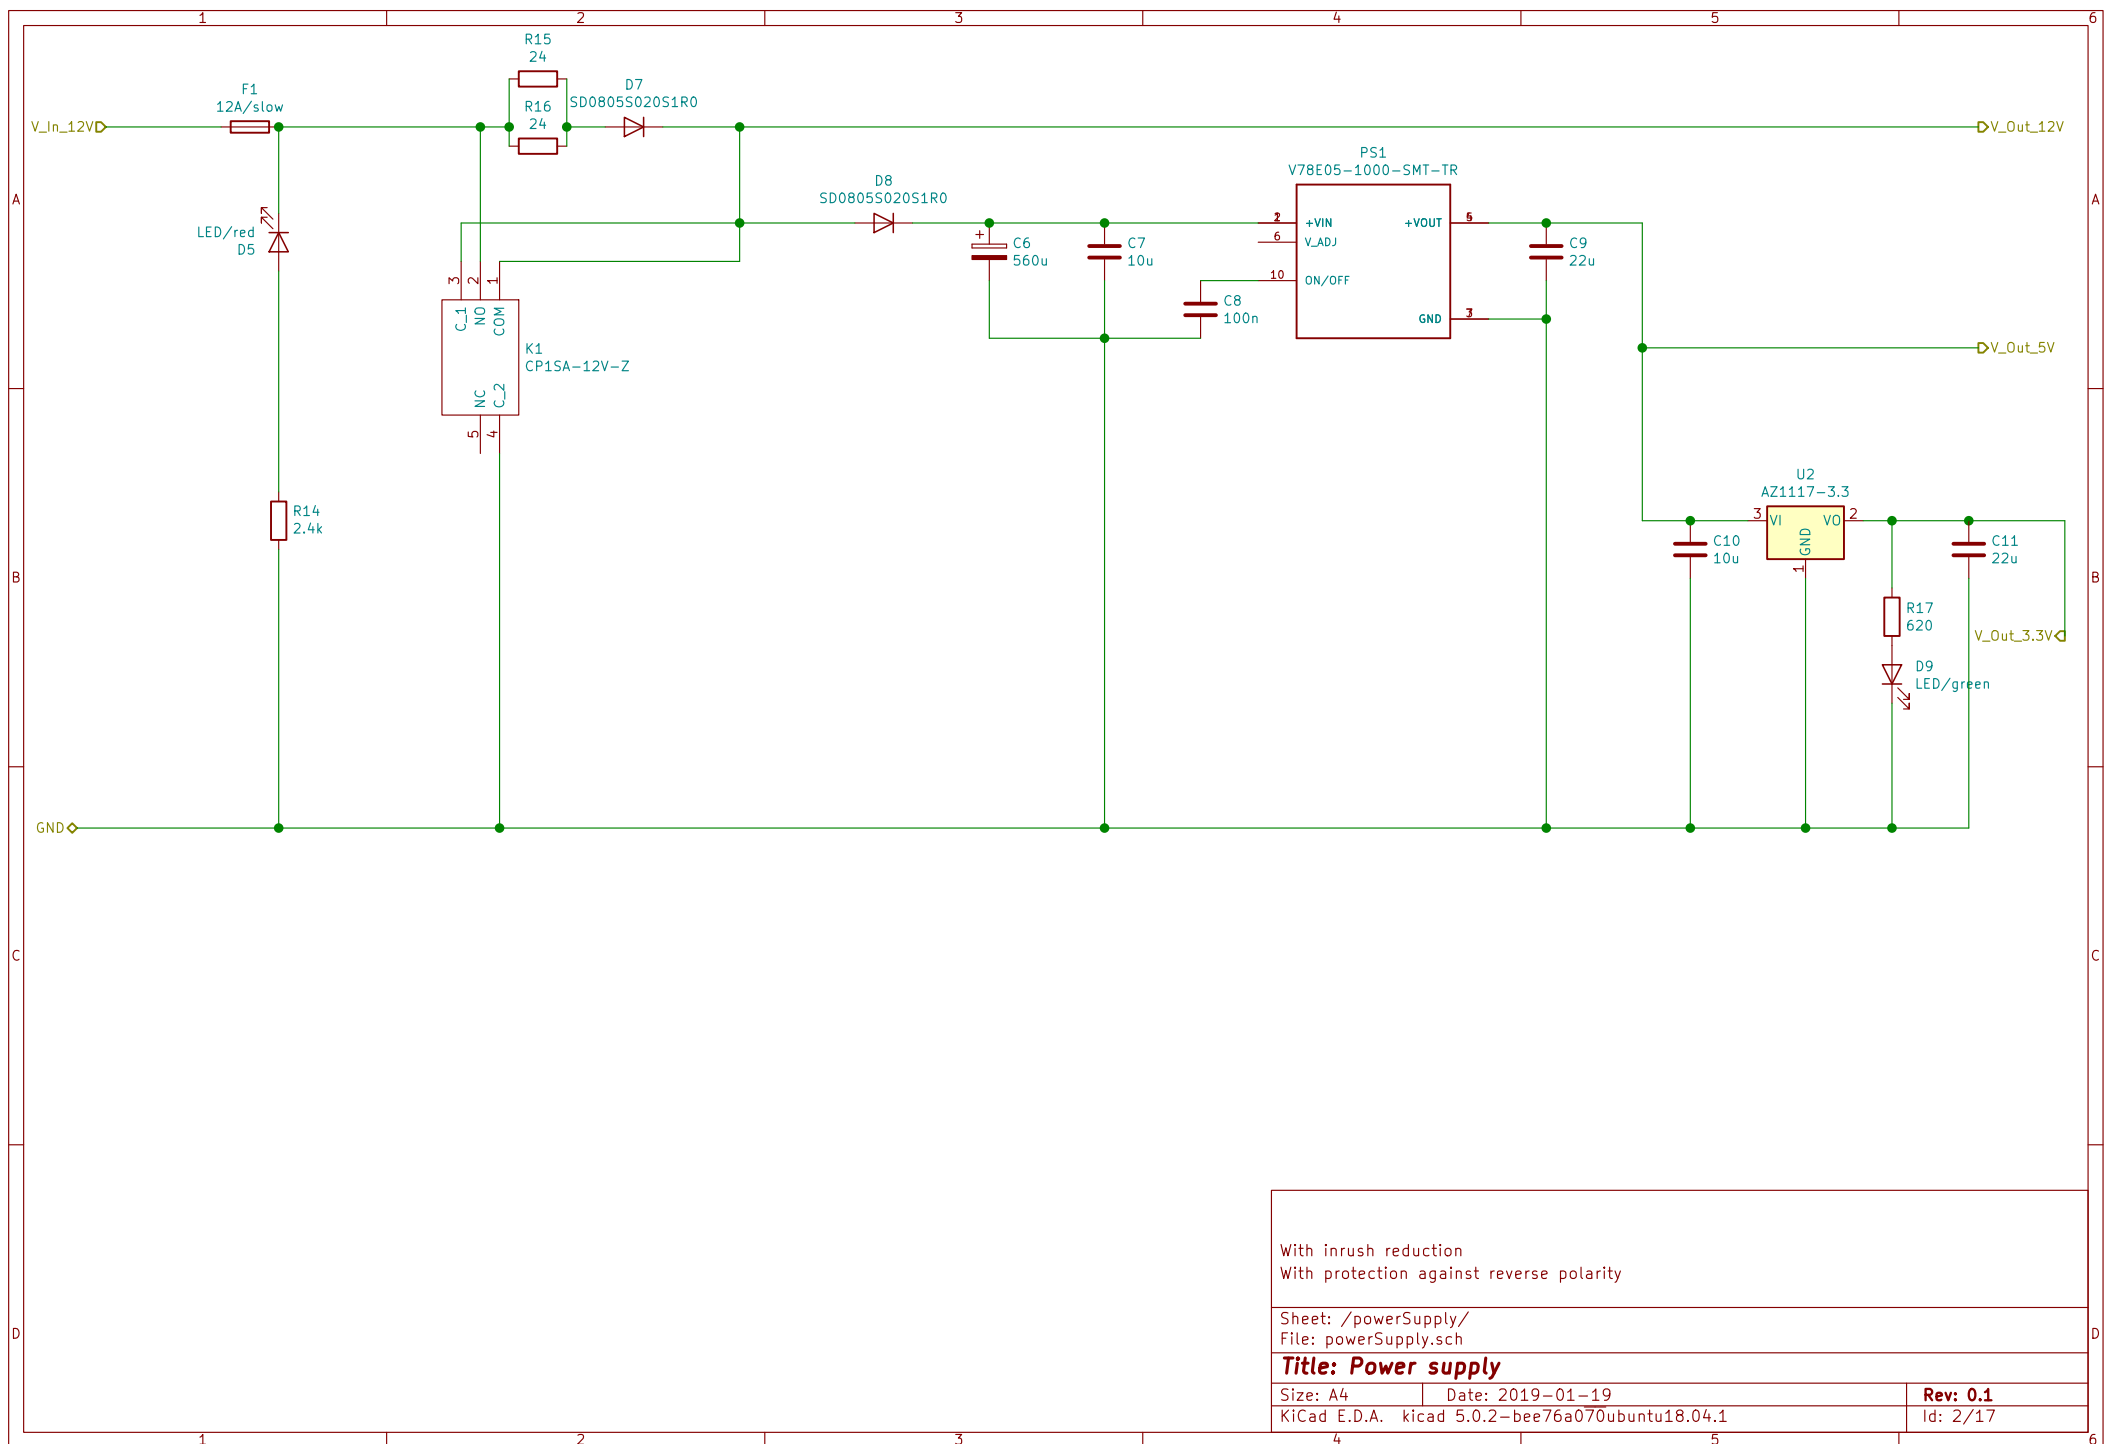 1 2 3 4 5 6
R15
24
F1
12A/slow
D7
SD0805S020S1R0
R16
24
V_In_12V
V_Out_12V
PS1
V78E05-1000-SMT-TR
D8
SD0805S020S1R0
A
A
LED/red
D5
+
C6
560u
C7
10u
+VIN
6
V_ADJ
10
ON/OFF
+VOUT
GND
C9
22u
C8
100n
3
2
1
C_1
NO
COM
K1
CP1SA-12V-Z
NC
C_2
5
4
V_Out_5V
U2
AZ1117-3.3
3
VI
VO
2
GND
1
R14
2.4k
C10
10u
C11
22u
B
B
R17
620
V_Out_3.3V
D9
LED/green
GND
C
C
With inrush reduction
With protection against reverse polarity
Sheet: /powerSupply/
File: powerSupply.sch
D
D
Title: Power supply
Size: A4
Date: 2019-01-19
Rev: 0.1
KiCad E.D.A. kicad 5.0.2-bee76a070ubuntu18.04.1
Id: 2/17
1 2 3 4 5 6